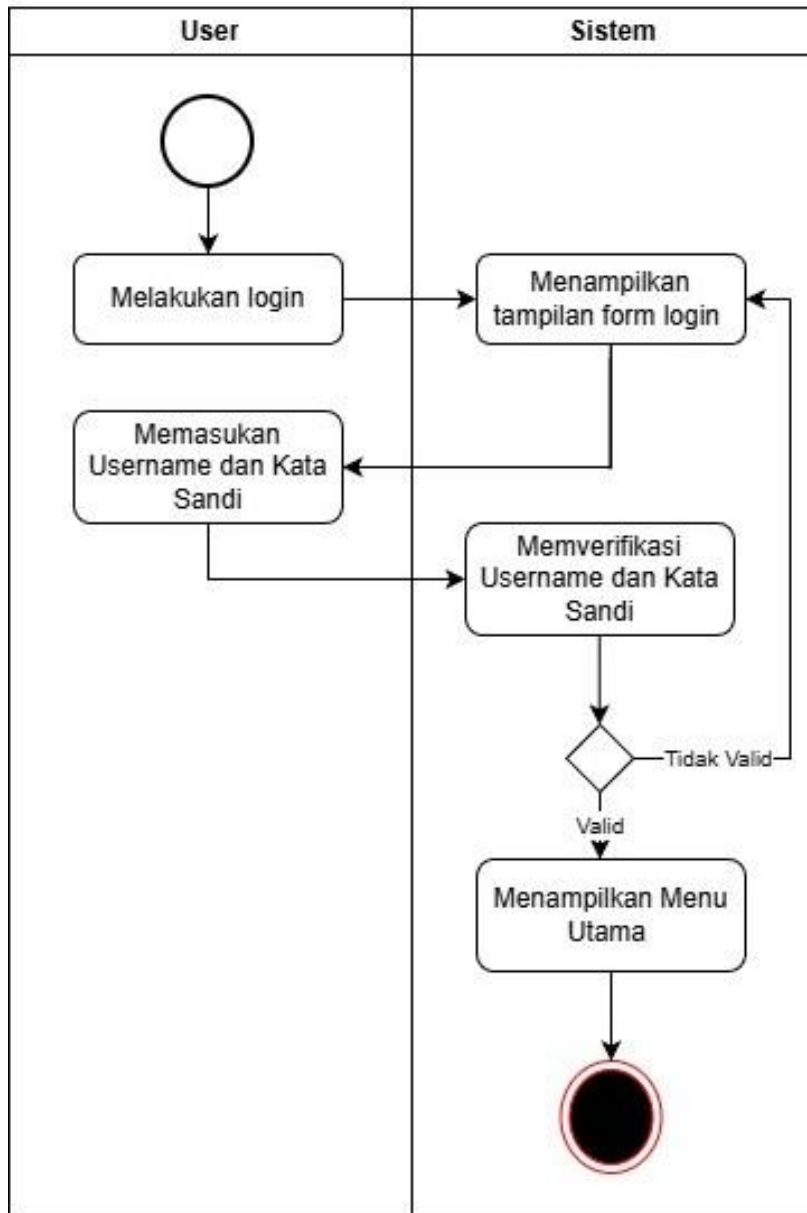 User
Sistem
Melakukan login
Menampilkan
tampilan form login
Memasukan
Username dan Kata
Sandi
Memverifikasi
Username dan Kata
Sandi
Tidak Valid
Valid
Menampilkan Menu
Utama